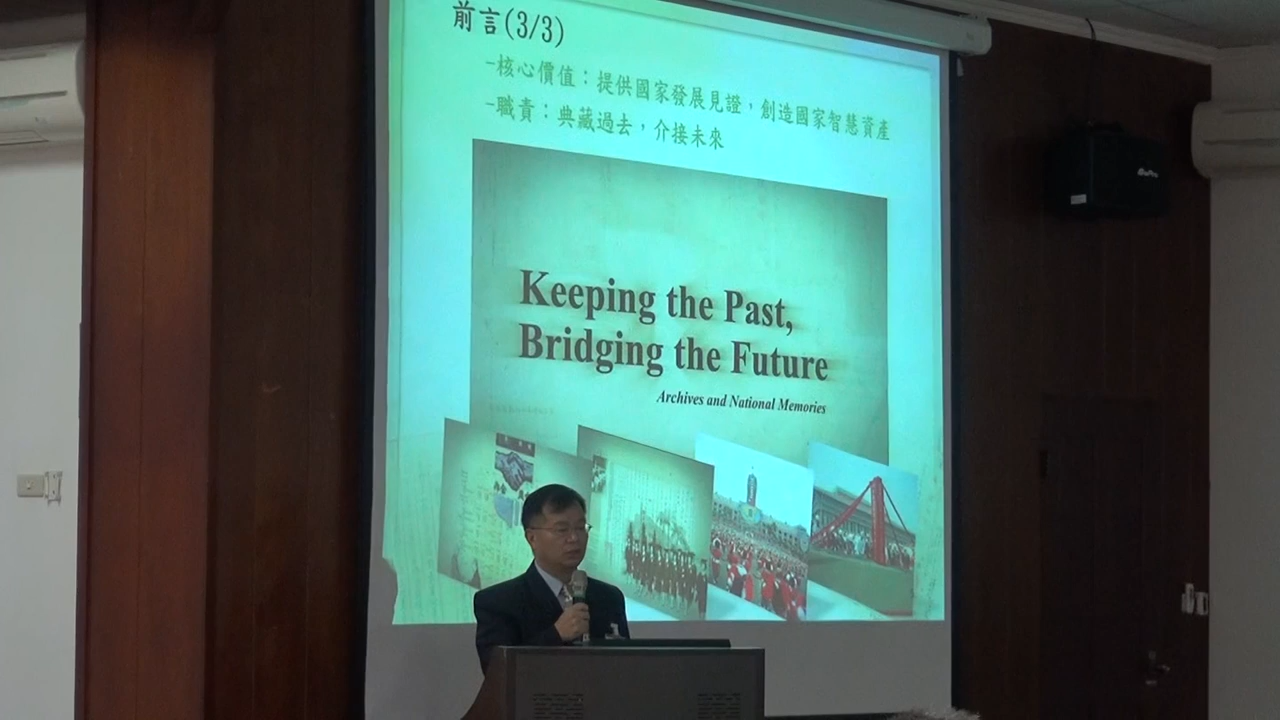 前言(3/3)
-核心價值：提供國家發展見證，創造國家智慧資產
-職責：典藏過去，介接未來
Keeping the Past,
Bridging the Future
Archives and National Memories